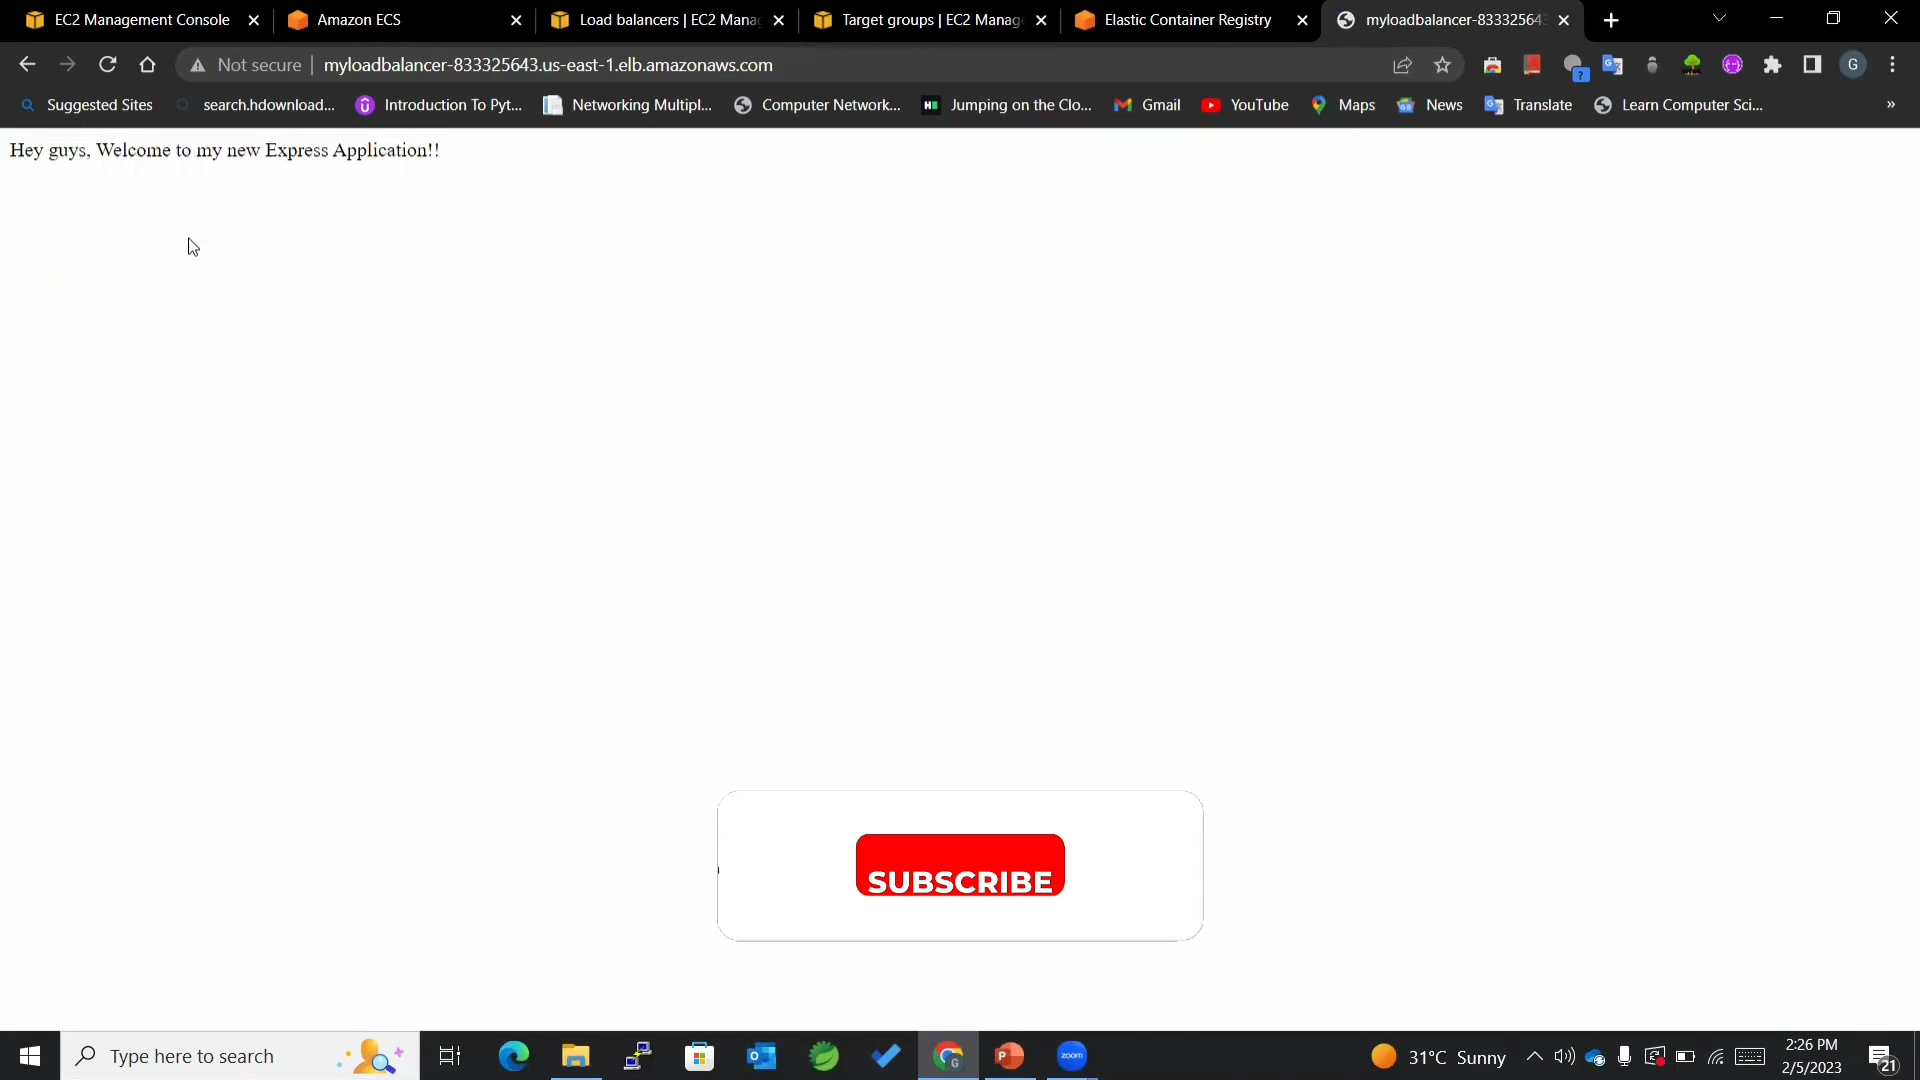 EC2 Management Console
Amazon ECS
Load balancers | EC2 Mana
Target groups | EC2 Manag
Elastic Container Registry
myloadbalancer-83332564
Not secure
myloadbalancer-833325643.us-east-1.elb.amazonaws.com
G
Suggested Sites
search.hdownload...
Introduction To Pyt...
Networking Multipl...
Computer Network...
Jumping on the Clo...
Gmail
YouTube
Maps
News
Translate
Learn Computer Sci...
»
Hey guys, Welcome to my new Express Application!!
SUBSCRIBE
Type here to search
zoom
31°C Sunny
2:26 PM
2/5/2023
21